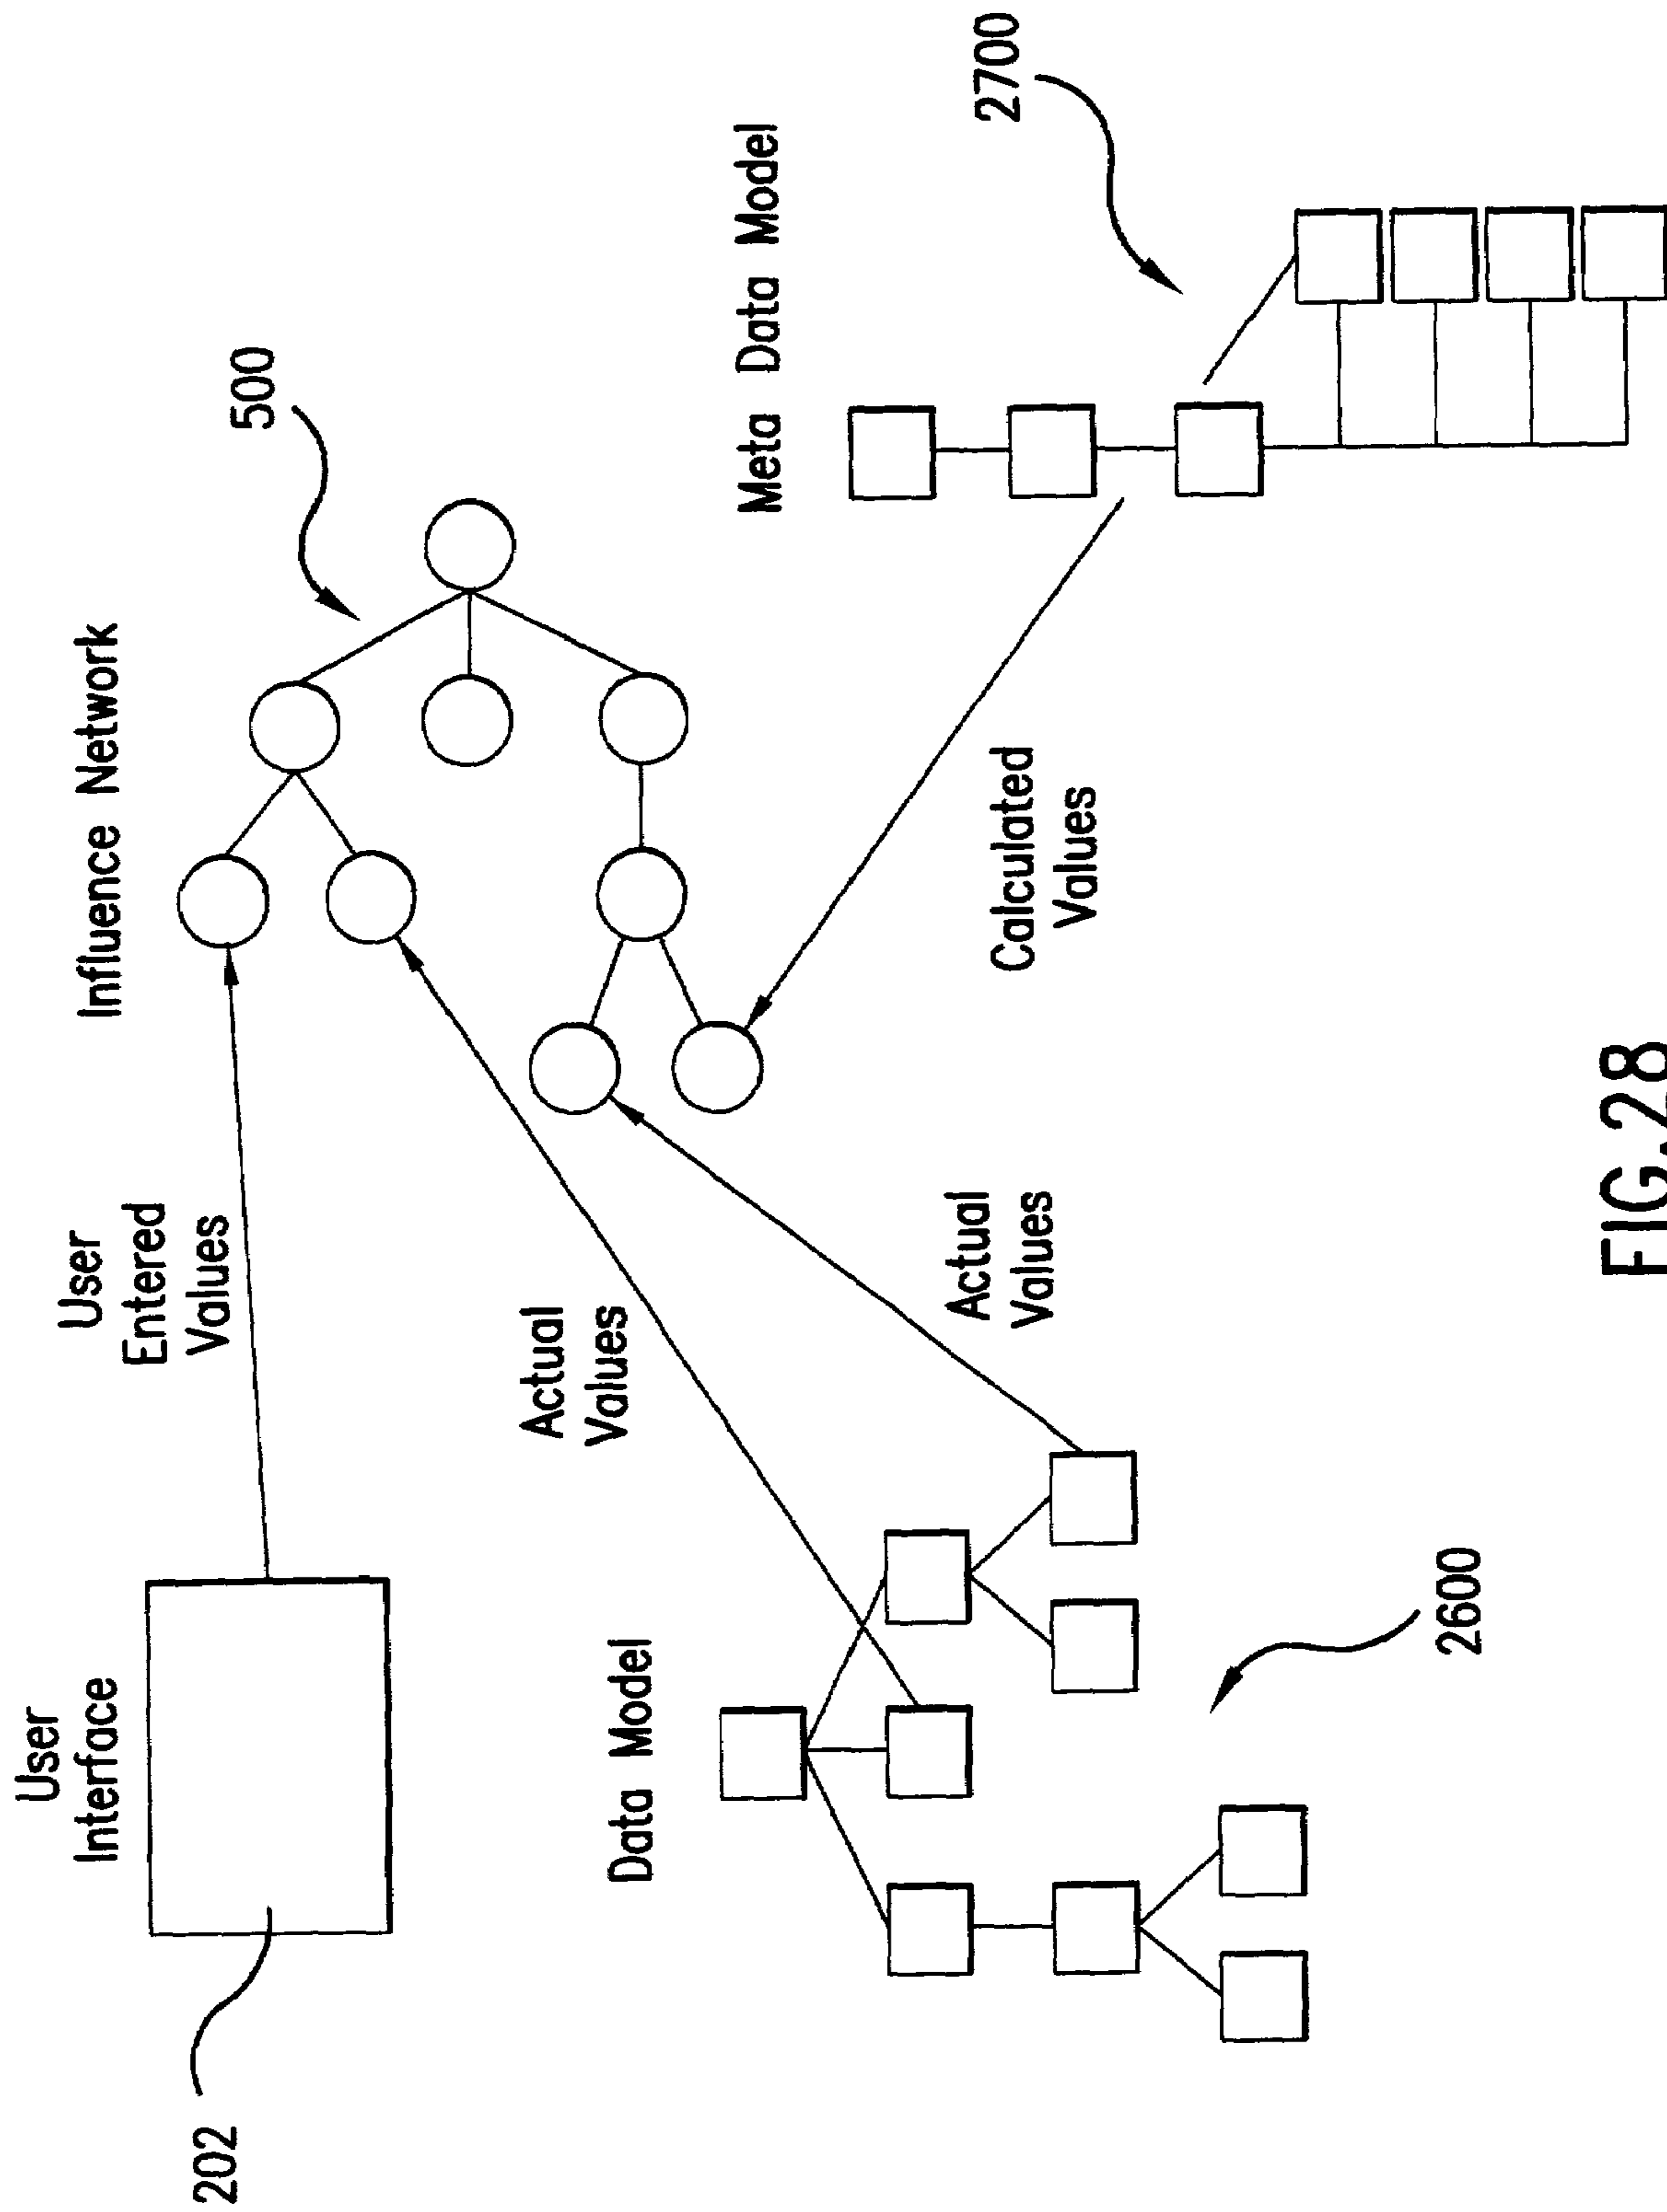 User
Interface
202
User
Entered
Values
Influence Network
500
Data Model
Actual
Values
Actual
Values
2600
Calculated
Values
Meta Data Model
2700
FIG.28